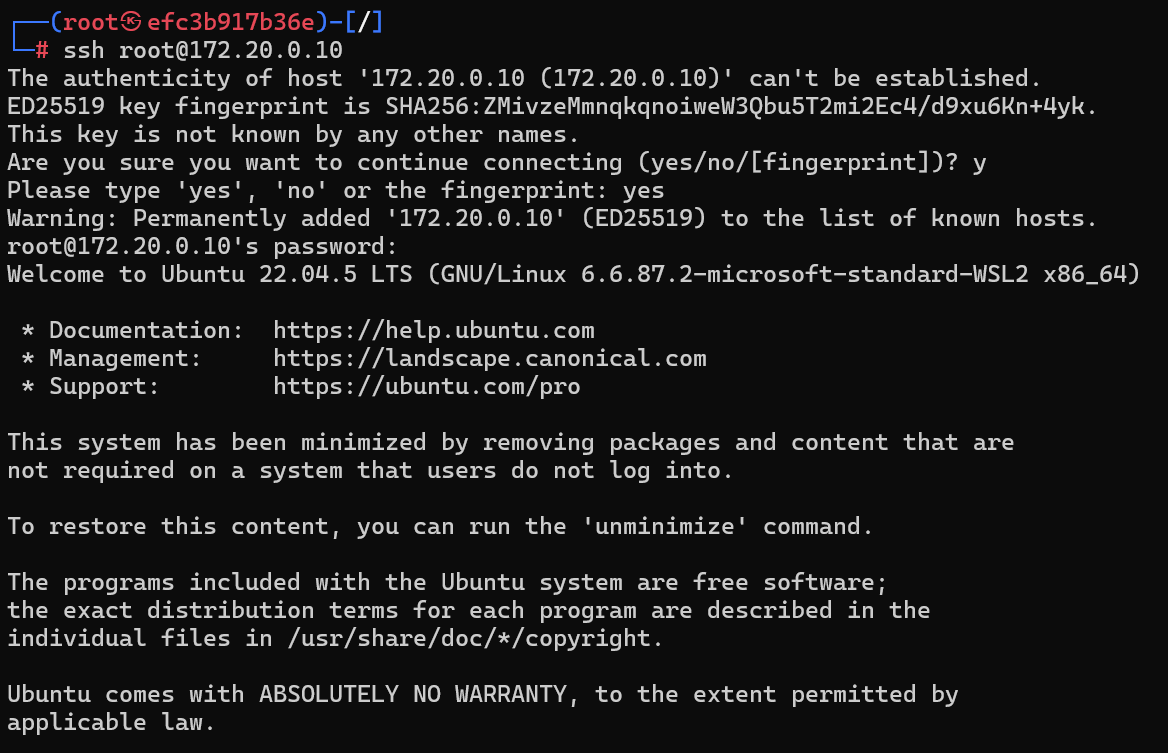 ┌──(root㉿efc3b917b36e)-[/]
└─# ssh root@172.20.0.10
The authenticity of host '172.20.0.10 (172.20.0.10)' can't be established.
ED25519 key fingerprint is SHA256:ZMivzeMmnqkqnoiweW3Qbu5T2mi2Ec4/d9xu6Kn+4yk.
This key is not known by any other names.
Are you sure you want to continue connecting (yes/no/[fingerprint])? y
Please type 'yes', 'no' or the fingerprint: yes
Warning: Permanently added '172.20.0.10' (ED25519) to the list of known hosts.
root@172.20.0.10's password:
Welcome to Ubuntu 22.04.5 LTS (GNU/Linux 6.6.87.2-microsoft-standard-WSL2 x86_64)

 * Documentation:  https://help.ubuntu.com
 * Management:     https://landscape.canonical.com
 * Support:        https://ubuntu.com/pro

This system has been minimized by removing packages and content that are
not required on a system that users do not log into.

To restore this content, you can run the 'unminimize' command.

The programs included with the Ubuntu system are free software;
the exact distribution terms for each program are described in the
individual files in /usr/share/doc/*/copyright.

Ubuntu comes with ABSOLUTELY NO WARRANTY, to the extent permitted by
applicable law.